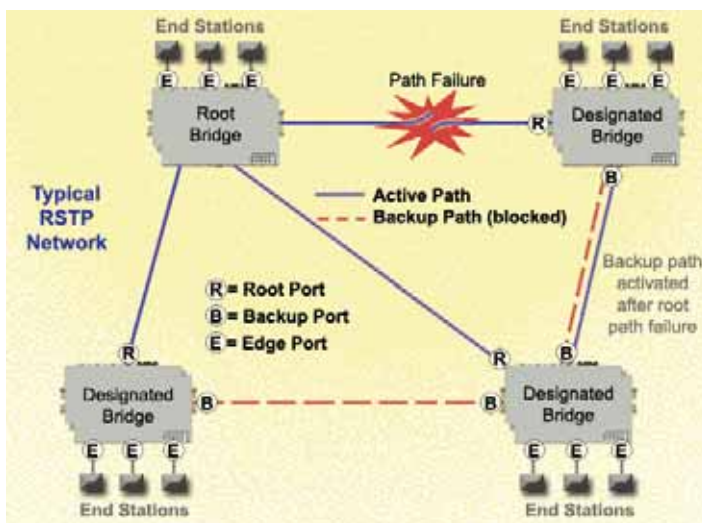 End Stations
End Stations
E E E
E E E
Path Failure
Root
Bridge
R
Designated
Bridge
B
Typical
RSTP
Network
Active Path
Backup Path (blocked)
Backup path
activated
after root
path failure
R = Root Port
B = Backup Port
E = Edge Port
R
R
B
Designated
Bridge
B
B
Designated
Bridge
E E E
E E E
End Stations
End Stations